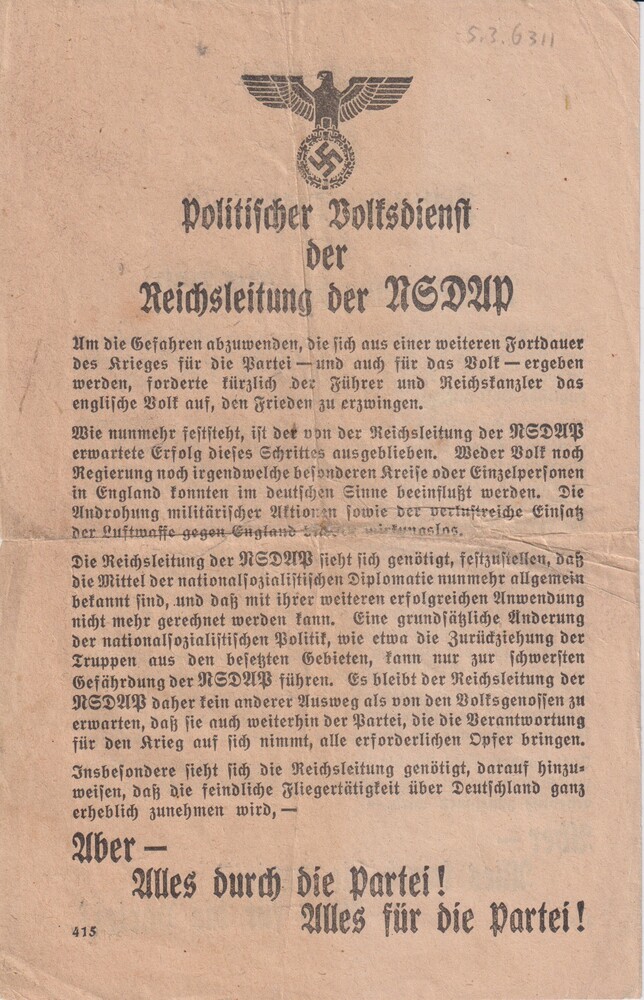 5.3.6311
Politischer Volksdienst
der
Reichsleitung der NSDAP
Um die Gefahren abzuwenden, die sich aus einer weiteren Fortdauer
des Krieges für die Partei — und auch für das Volk — ergeben
werden, forderte kürzlich der Führer und Reichskanzler das
englische Volk auf, den Frieden zu erzwingen.
Wie nunmehr feststeht, ist der von der Reichsleitung der NSDAP
erwartete Erfolg dieses Schrittes ausgeblieben. Weder Volk noch
Regierung noch irgendwelche besonderen Kreise oder Einzelpersonen
in England konnten im deutschen Sinne beeinflußt werden. Die
Androhung militärischer Aktionen sowie der verlustreiche Einsatz
der Luftwaffe gegen England wirkungslos.
Die Reichsleitung der NSDAP sieht sich genötigt, festzustellen, daß
die Mittel der nationalsozialistischen Diplomatie nunmehr allgemein
bekannt sind, und daß mit ihrer weiteren erfolgreichen Anwendung
nicht mehr gerechnet werden kann. Eine grundsätzliche Änderung
der nationalsozialistischen Politik, wie etwa die Zurückziehung der
Truppen aus den besetzten Gebieten, kann nur zur schwersten
Gefährdung der NSDAP führen. Es bleibt der Reichsleitung der
NSDAP daher kein anderer Ausweg als von den Volksgenossen zu
erwarten, daß sie auch weiterhin der Partei, die die Verantwortung
für den Krieg auf sich nimmt, alle erforderlichen Opfer bringen.
Insbesondere sieht sich die Reichsleitung genötigt, darauf hinzu-
weisen, daß die feindliche Fliegertätigkeit über Deutschland ganz
erheblich zunehmen wird, —
Aber —
Alles durch die Partei!
Alles für die Partei!
415